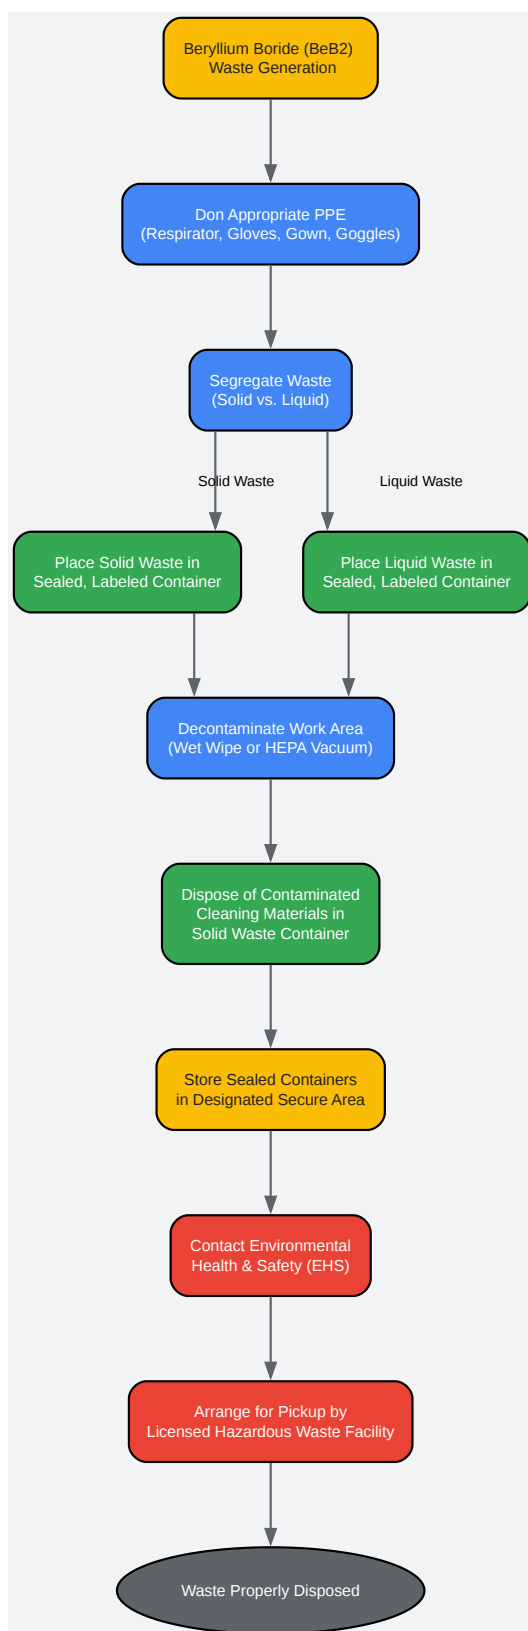 Beryllium Boride (BeB2)
Waste Generation
Don Appropriate PPE
(Respirator, Gloves, Gown, Goggles)
Segregate Waste
(Solid vs. Liquid)
Solid Waste
Liquid Waste
Place Solid Waste in
Sealed, Labeled Container
Place Liquid Waste in
Sealed, Labeled Container
Decontaminate Work Area
(Wet Wipe or HEPA Vacuum)
Dispose of Contaminated
Cleaning Materials in
Solid Waste Container
Store Sealed Containers
in Designated Secure Area
Contact Environmental
Health & Safety (EHS)
Arrange for Pickup by
Licensed Hazardous Waste Facility
Waste Properly Disposed